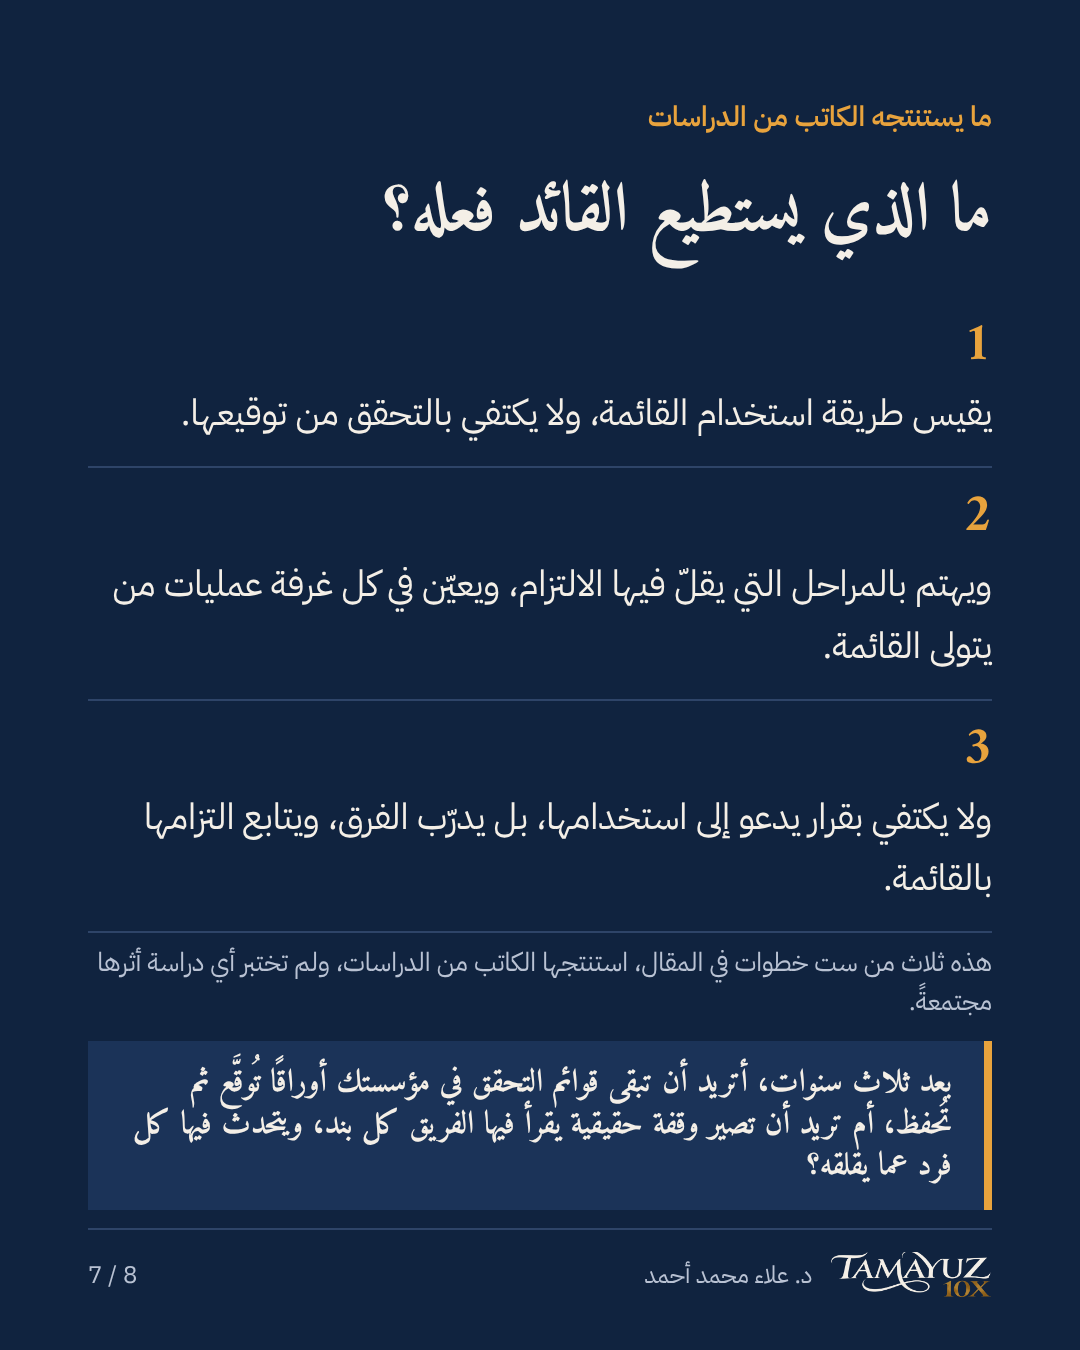 ما يستنتجه الكاتب من الدراسات
ما الذي يستطيع القائد فعله؟
1
يقيس طريقة استخدام القائمة، ولا يكتفي بالتحقق من توقيعها.
2
ويهتم بالمراحل التي يقلّ فيها الالتزام، ويعيّن في كل غرفة عمليات من
يتولى القائمة.
3
ولا يكتفي بقرار يدعو إلى استخدامها، بل يدرّب الفرق، ويتابع التزامها
بالقائمة.
هذه ثلاث من ست خطوات في المقال، استنتجها الكاتب من الدراسات، ولم تختبر أي دراسة أثرها
مجتمعةً.
بعد ثلاث سنوات، أتريد أن تبقى قوائم التحقق في مؤسستك أوراقًا تُوقَّع ثم
تُحفظ، أم تريد أن تصير وقفة حقيقية يقرأ فيها الفريق كل بند، ويتحدث فيها كل
فرد عما يقلقه؟
TAMAYUZ
10X
د. علاء محمد أحمد
7 / 8